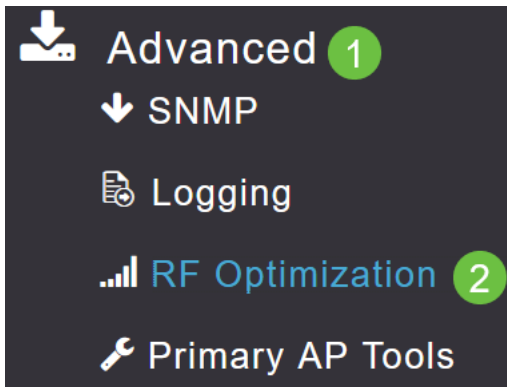 Advanced 1
SNMP
Logging
RF Optimization 2
Primary AP Tools